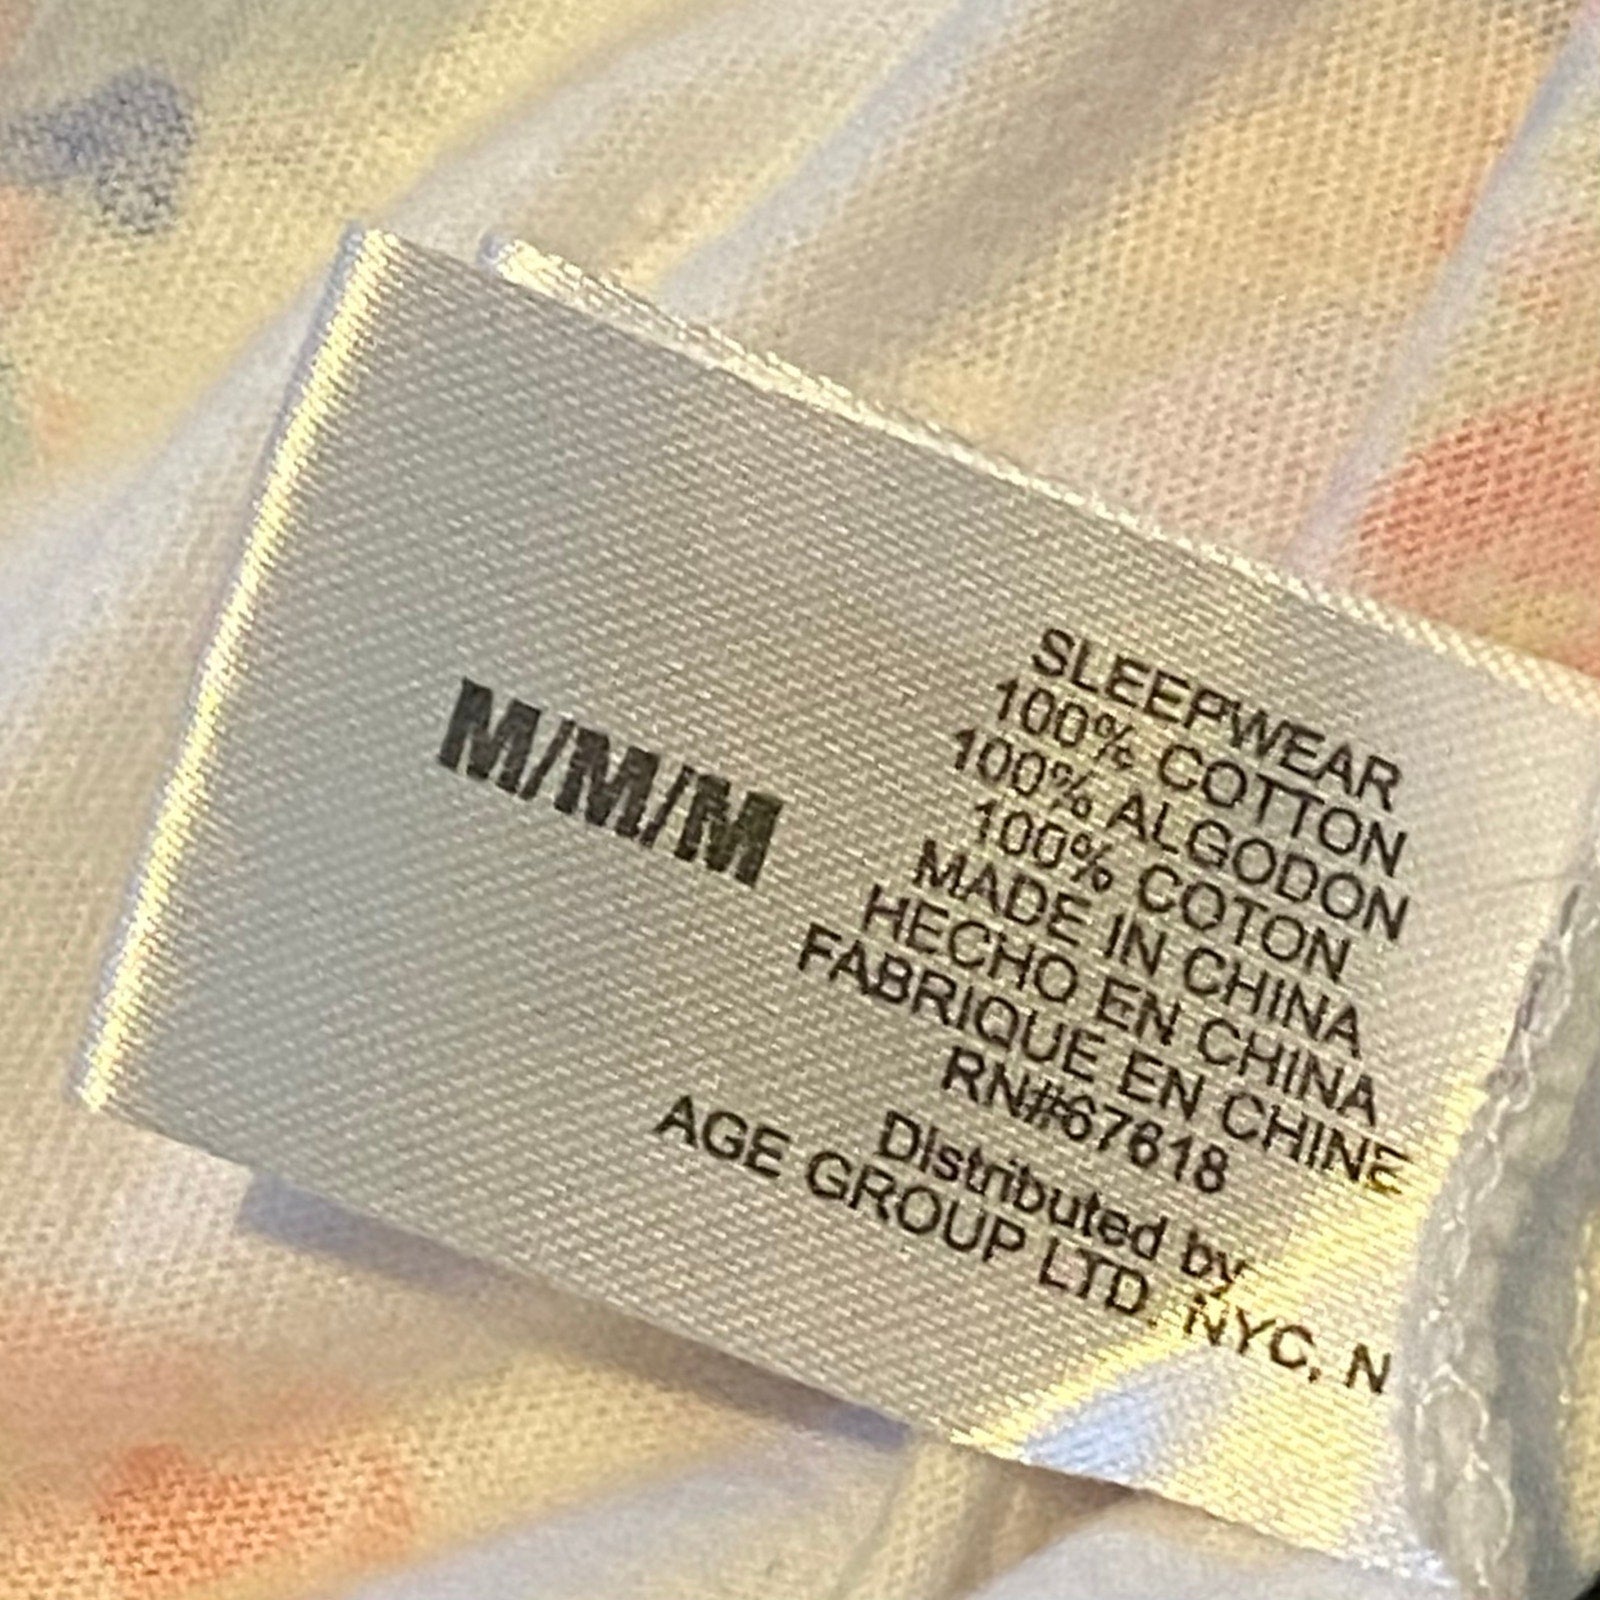 M/M/M
SLEEPWEAR
100% COTTON
100% ALGODON
100% COTON
MADE IN CHINA
HECHO EN CHINA
FABRIQUE EN CHINE
RN#67618
Distributed by
AGE GROUP LTD. NYC, N